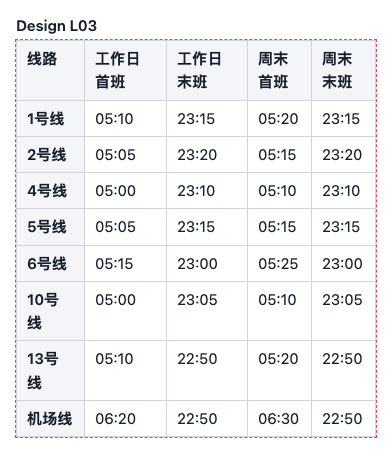 Design L03
线路 工作日首班 工作日末班 周末首班 周末末班
1号线 05:10 23:15 05:20 23:15
2号线 05:05 23:20 05:15 23:20
4号线 05:00 23:10 05:10 23:10
5号线 05:05 23:15 05:15 23:15
6号线 05:15 23:00 05:25 23:00
10号线 05:00 23:05 05:10 23:05
13号线 05:10 22:50 05:20 22:50
机场线 06:20 22:50 06:30 22:50